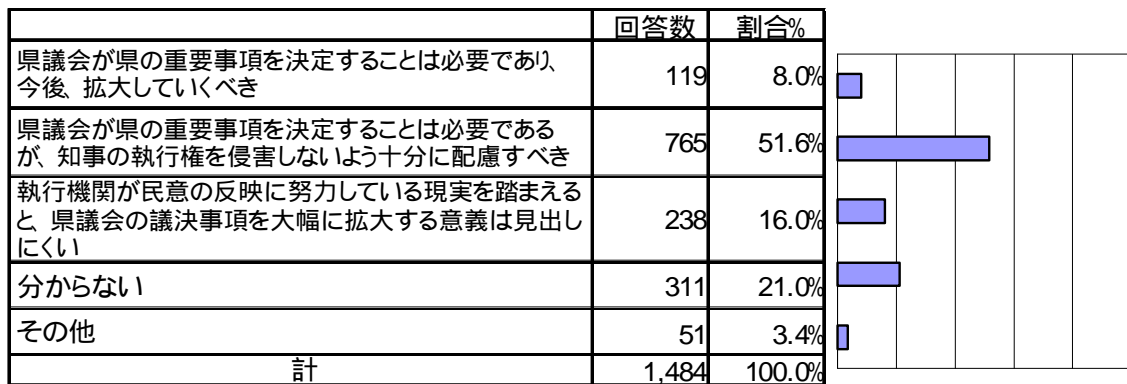 回答数 割合%
県議会が県の重要事項を決定することは必要であり、
今後、拡大していくべき
119 8.0%
県議会が県の重要事項を決定することは必要である
が、知事の執行権を侵害しないよう十分に配慮すべき
765 51.6%
執行機関が民意の反映に努力している現実を踏まえる
と、県議会の議決事項を大幅に拡大する意義は見出し
にくい
238 16.0%
分からない 311 21.0%
その他 51 3.4%
計 1,484 100.0%